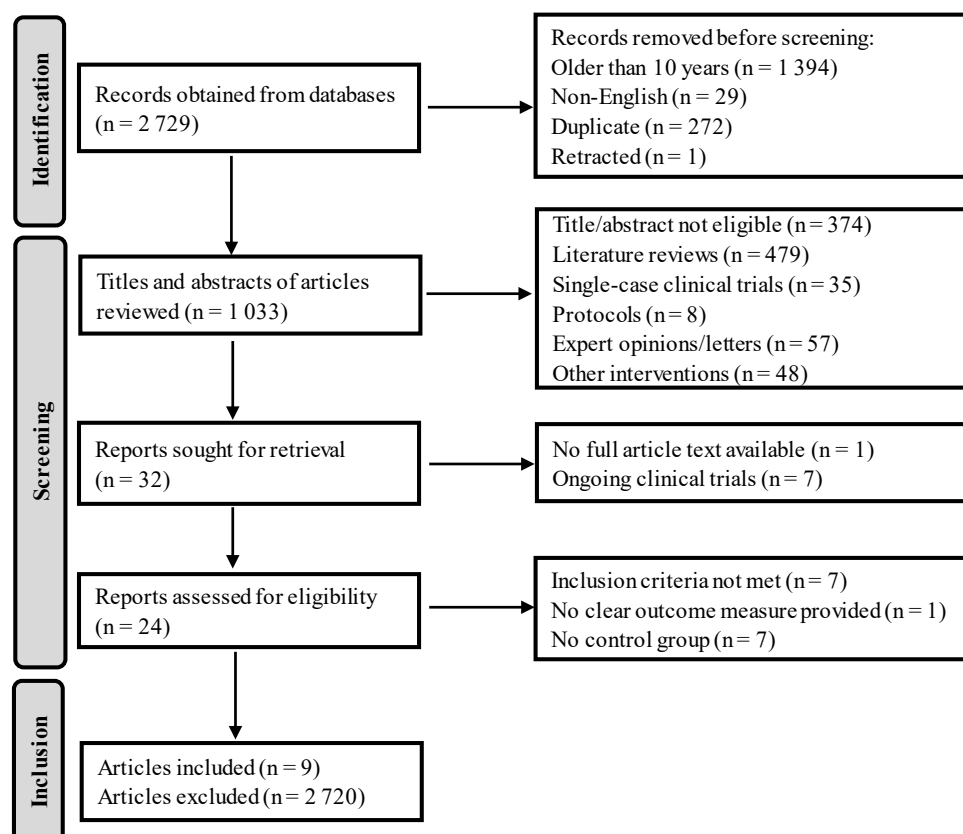 Identification
Records obtained from databases
(n = 2 729)
Records removed before screening:
Older than 10 years (n = 1 394)
Non-English (n = 29)
Duplicate (n = 272)
Retracted (n = 1)
Screening
Titles and abstracts of articles
reviewed (n = 1 033)
Title/abstract not eligible (n = 374)
Literature reviews (n = 479)
Single-case clinical trials (n = 35)
Protocols (n = 8)
Expert opinions/letters (n = 57)
Other interventions (n = 48)
Reports sought for retrieval
(n = 32)
No full article text available (n = 1)
Ongoing clinical trials (n = 7)
Reports assessed for eligibility
(n = 24)
Inclusion criteria not met (n = 7)
No clear outcome measure provided (n = 1)
No control group (n = 7)
Inclusion
Articles included (n = 9)
Articles excluded (n = 2 720)